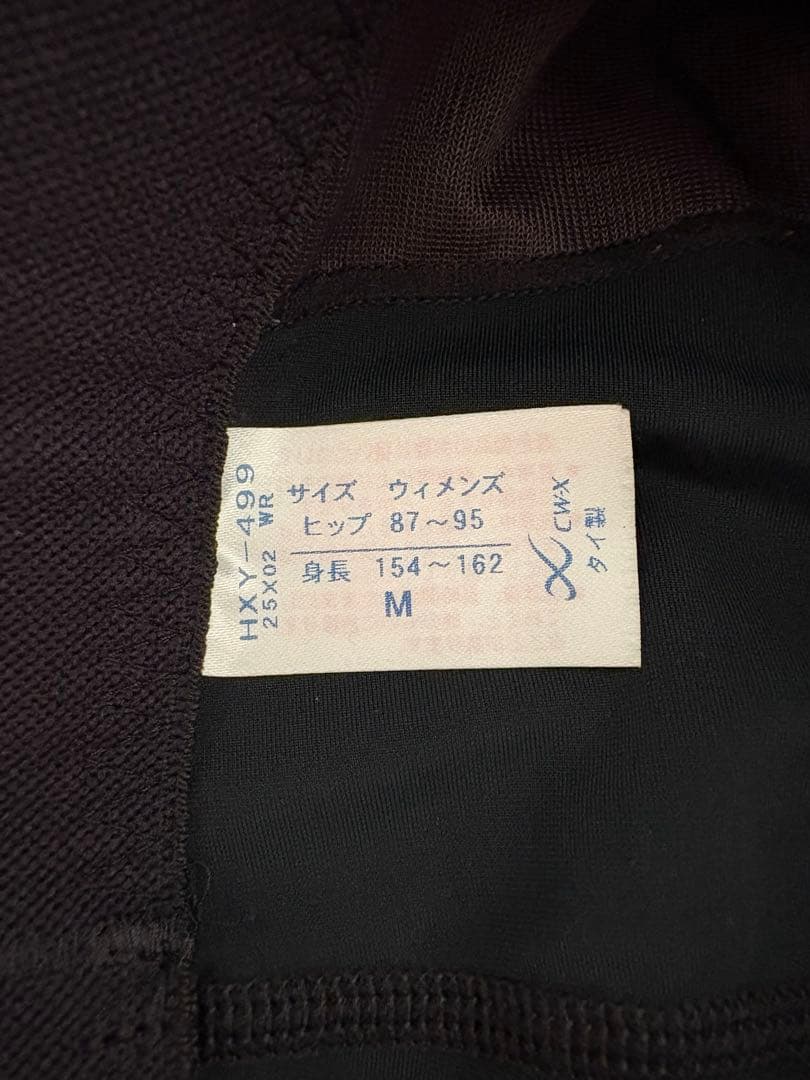 HXY-499
25X02 WR
サイズ ウィメンズ
ヒップ 87～95
身長 154～162
M
CW-X
タイ製